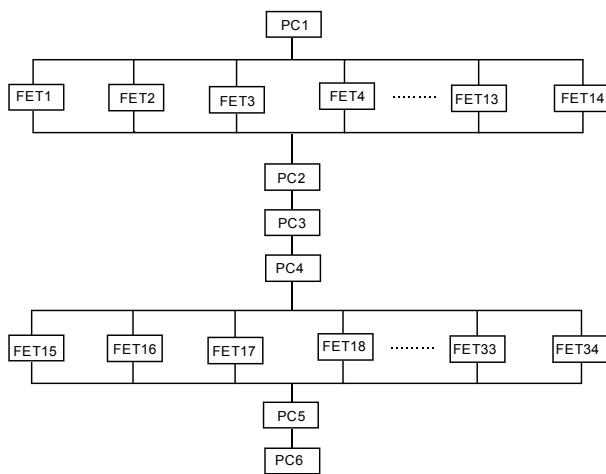 PC1
FET1 FET2 FET3 FET4 ........ FET13 FET14
PC2
PC3
PC4
FET15 FET16 FET17 FET18 ........ FET33 FET34
PC5
PC6